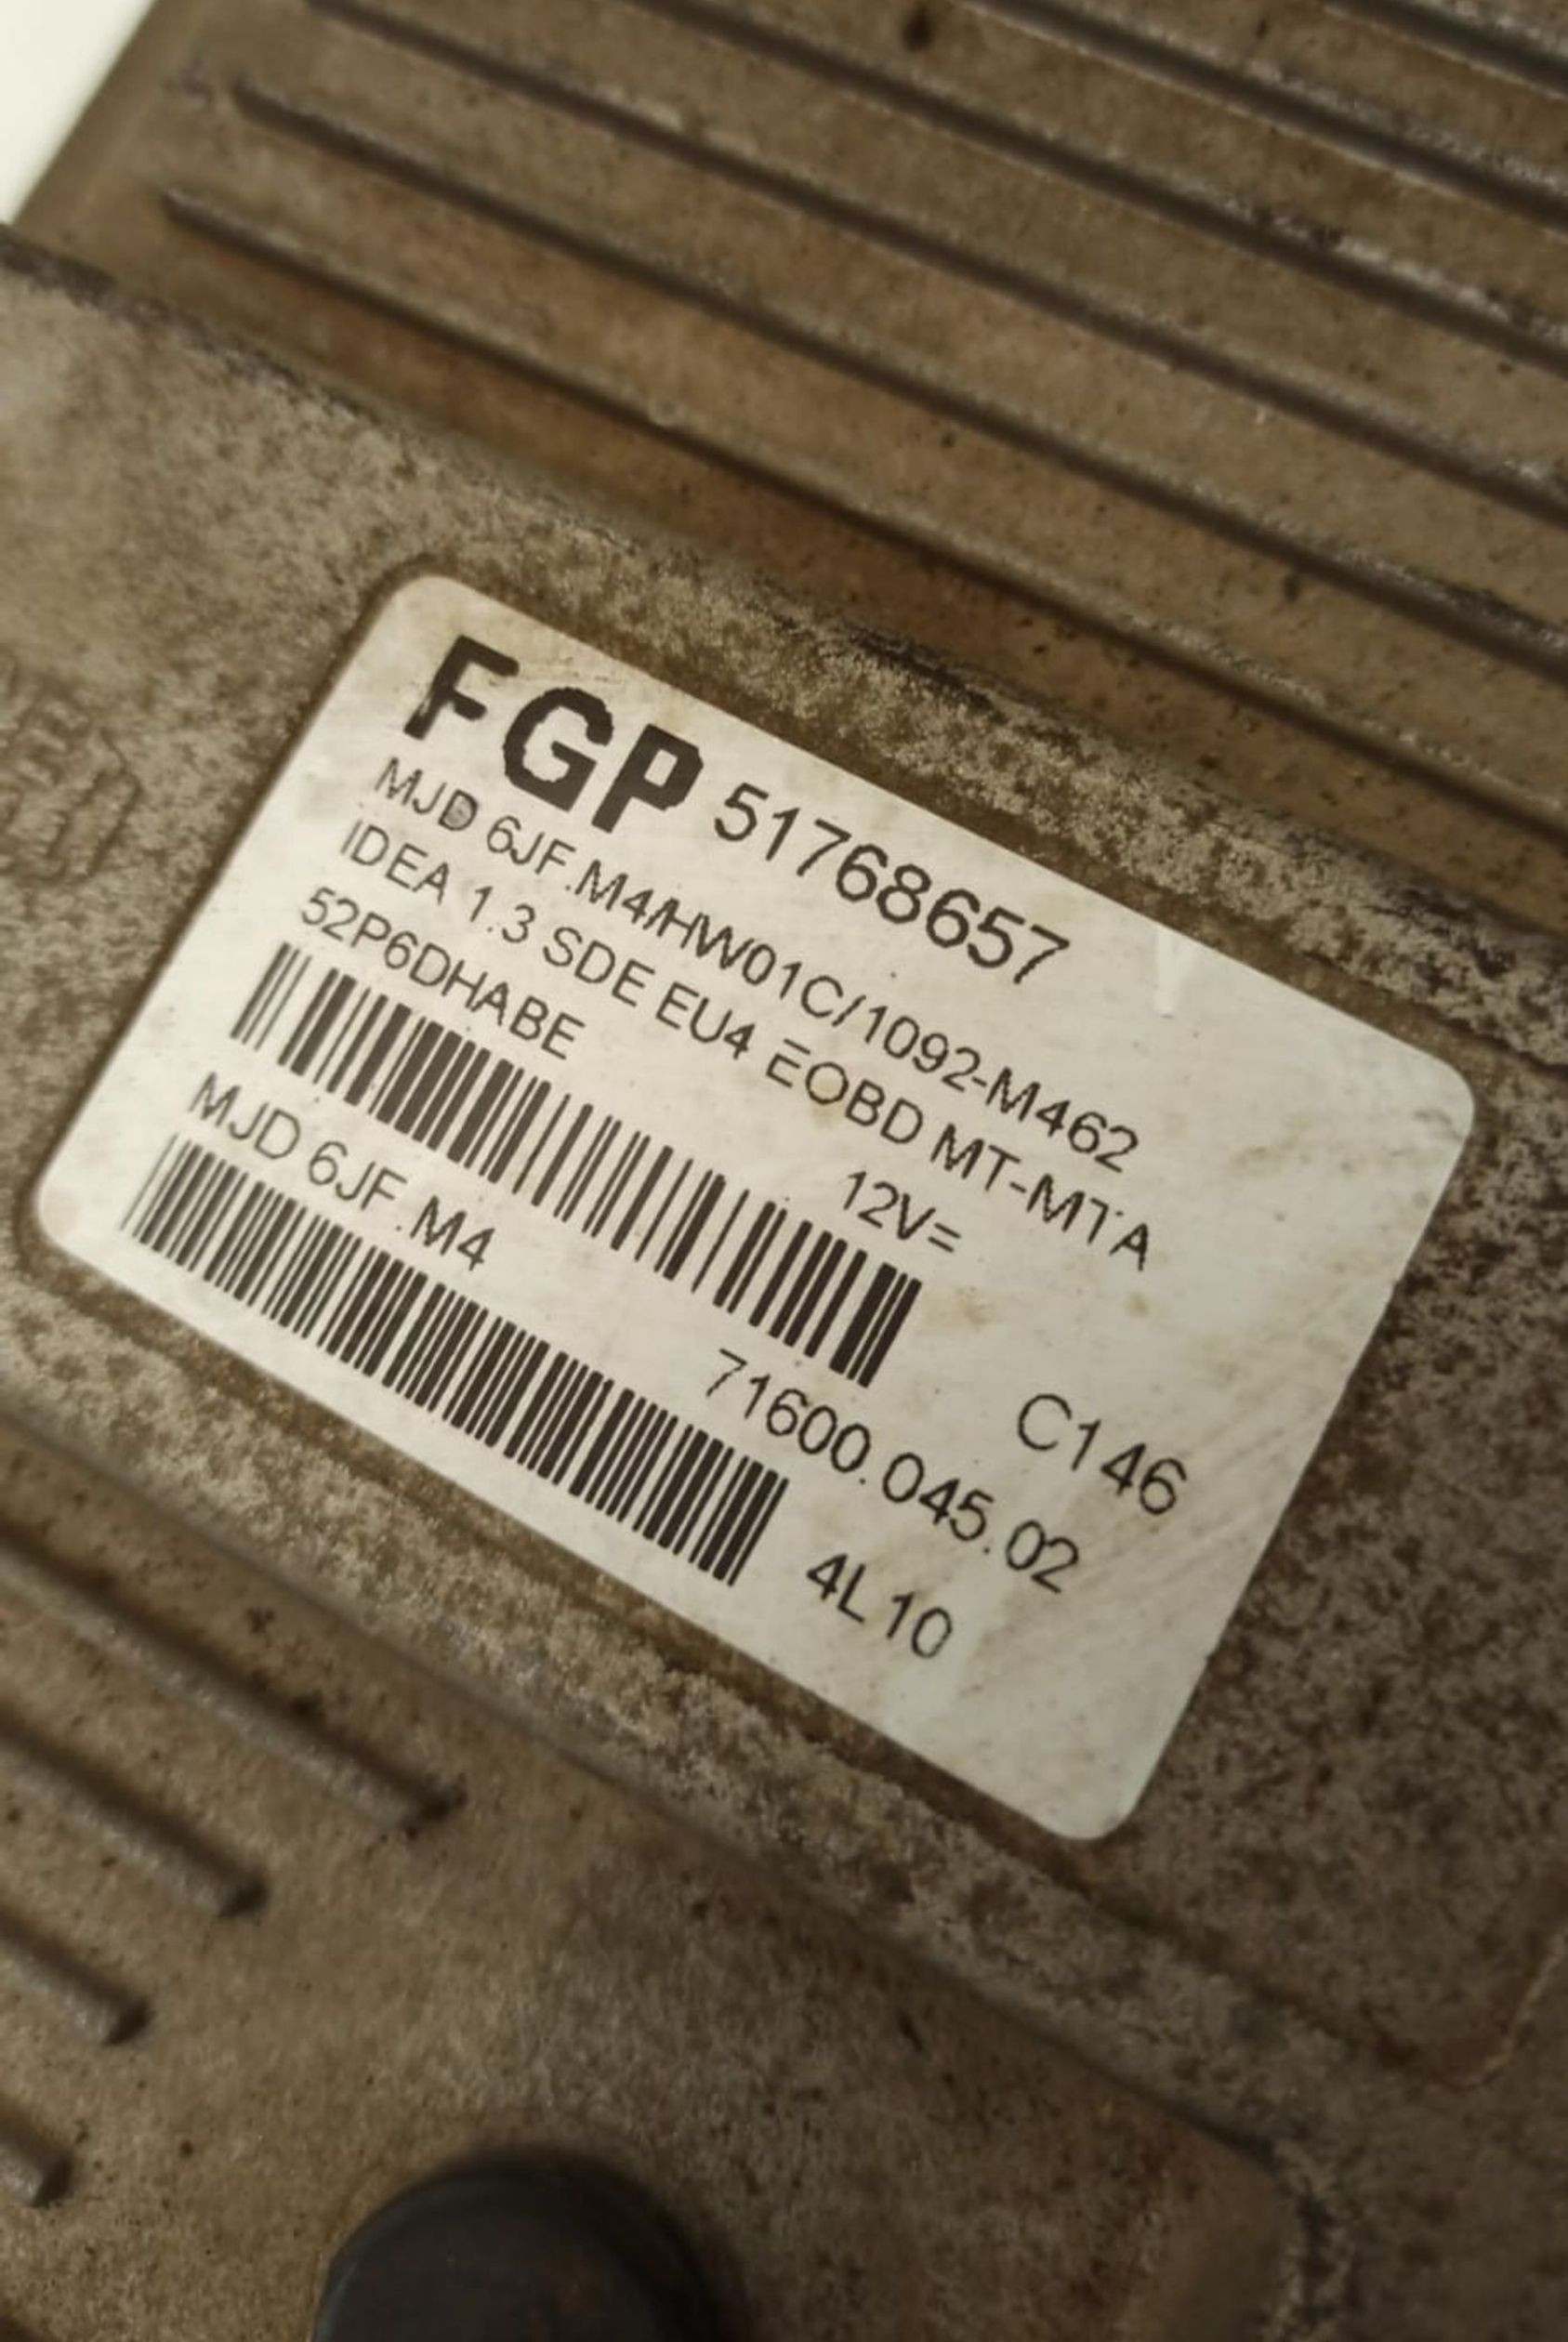 FGP 51768657
MJD 6JF.M4/HW01C/1092-M462
IDEA 1.3 SDE EU4 EOBD MT-MTA
52P6DHABE 12V=
MJD 6JF.M4
C146
71600.045.02
4L10